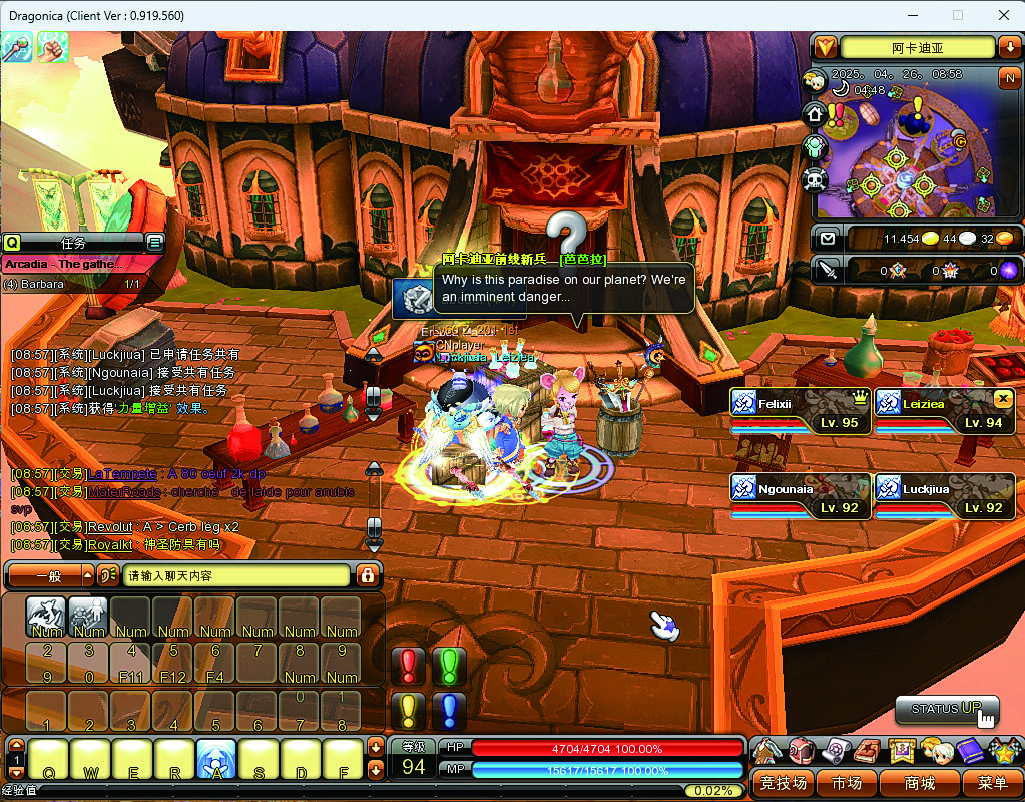 Dragonica (Client Ver : 0.919.560)
阿卡迪亚
2025。 04。 26。 08:58
04:48
N
G
11.454 44 32
0 0 0
Q 任务
Arcadia - The gathe...
(4) Barbara 1/1
阿卡迪亚前线新兵 [芭芭拉]
Why is this paradise on our planet? We're
an imminent danger...
CNplayer
Leiziea
[08:57][系统][Luckjiua] 已申请任务共有
[08:57][系统][Ngounaia] 接受共有任务
[08:57][系统][Luckjiua] 接受共有任务
[08:57][系统]获得'力量增益' 效果。
Felixii
Lv. 95
Leiziea
Lv. 94
Ngounaia
Lv. 92
Luckjiua
Lv. 92
[08:57][交易]LaTempete : A 80 oeuf 2k dp
[08:57][交易]MaterRoads : cherche de laide pour anubis
svp
[08:57][交易]Revolut : A > Cerb lég x2
[08:57][交易]Royalkt : 神圣防具有吗
一般 请输入聊天内容
Num Num Num Num Num Num Num Num
2 3 4 5 6 7 8 9
9 0 F11 F12 F4 Num Num
0 1
1 2 3 4 5 6 7 8
STATUS UP
1
Q W E R A S D F
等级
94
HP 4704/4704 100.00%
MP 15617/15617 100.00%
经验值 0.02%
竞技场 市场 商城 菜单